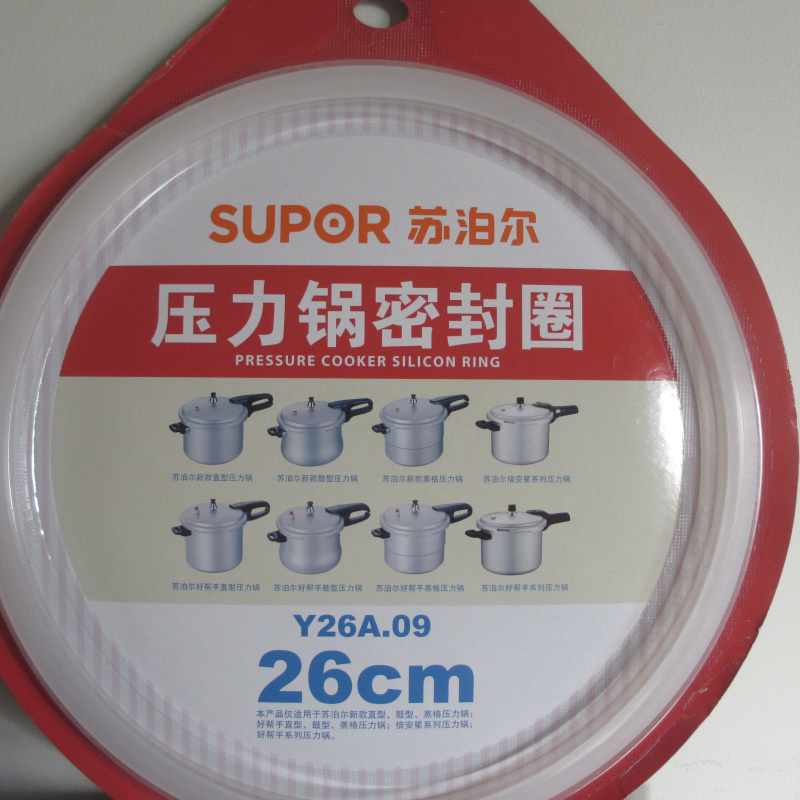 SUPOR 苏泊尔
压力锅密封圈
PRESSURE COOKER SILICON RING
苏泊尔新款直型压力锅 苏泊尔新款鼓型压力锅 苏泊尔新款蒸格压力锅 苏泊尔倍安星系列压力锅
苏泊尔好帮手直型压力锅 苏泊尔好帮手鼓型压力锅 苏泊尔好帮手蒸格压力锅 苏泊尔好帮手系列压力锅
Y26A.09
26cm
本产品仅适用于苏泊尔新款直型、鼓型、蒸格压力锅；
好帮手直型、鼓型、蒸格压力锅；倍安星系列压力锅；
好帮手系列压力锅。